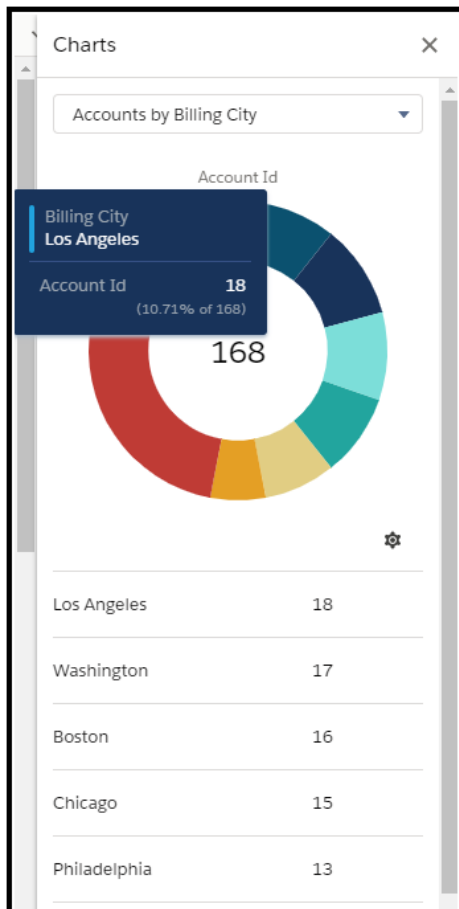 Charts
Accounts by Billing City
Account Id
Billing City
Los Angeles
Account Id 18
(10.71% of 168)
168
Los Angeles 18
Washington 17
Boston 16
Chicago 15
Philadelphia 13